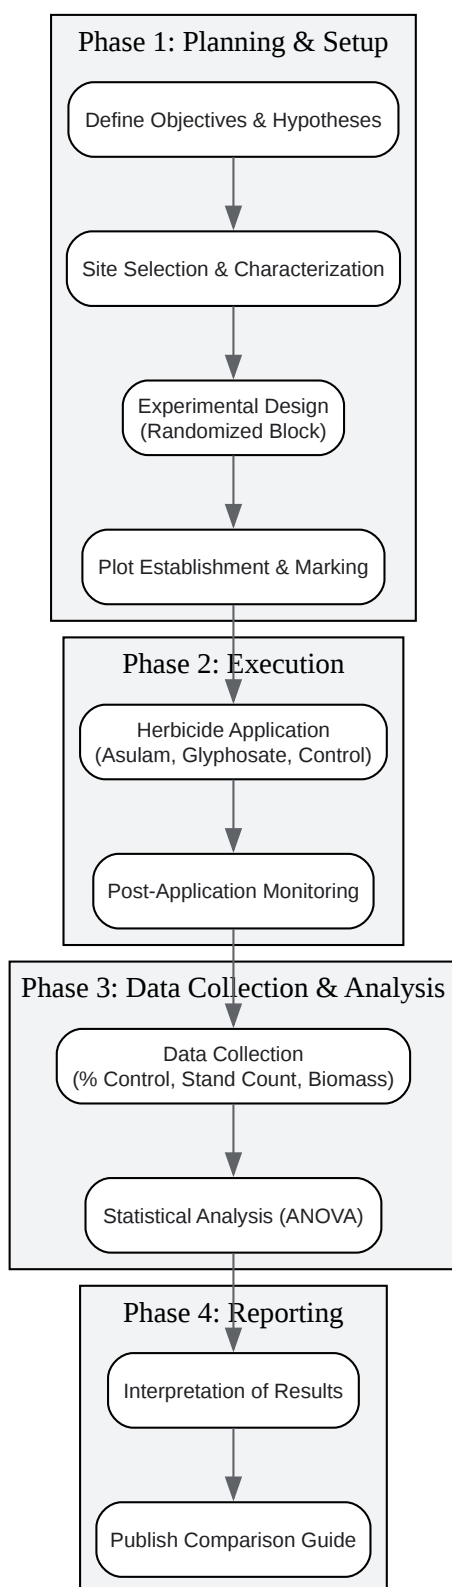 Phase 1: Planning & Setup
Define Objectives & Hypotheses
Site Selection & Characterization
Experimental Design
(Randomized Block)
Plot Establishment & Marking
Phase 2: Execution
Herbicide Application
(Asulam, Glyphosate, Control)
Post-Application Monitoring
Phase 3: Data Collection & Analysis
Data Collection
(% Control, Stand Count, Biomass)
Statistical Analysis (ANOVA)
Phase 4: Reporting
Interpretation of Results
Publish Comparison Guide